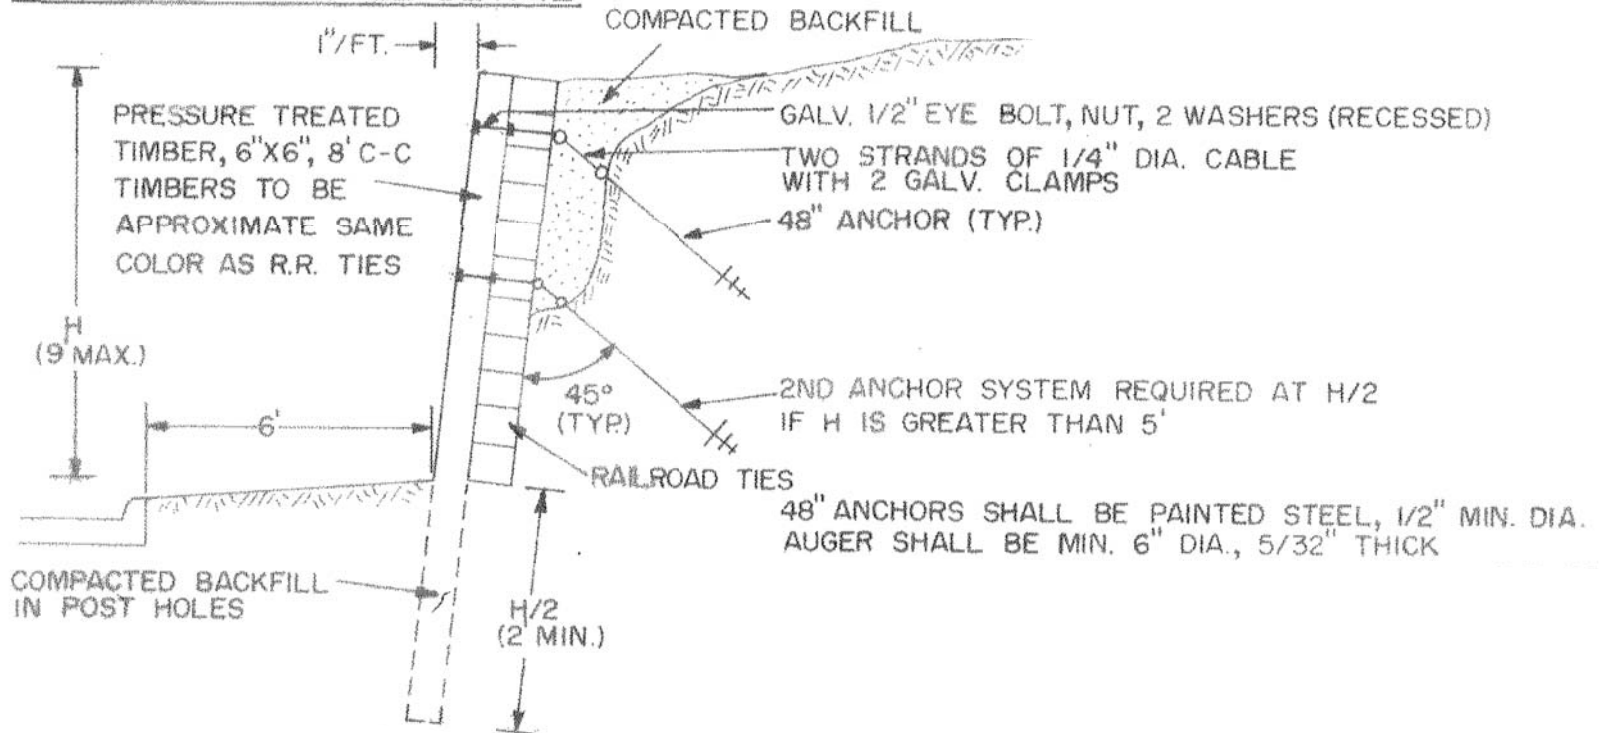 COMPACTED BACKFILL
1"/FT.
PRESSURE TREATED
TIMBER, 6"X6", 8' C-C
TIMBERS TO BE
APPROXIMATE SAME
COLOR AS R.R. TIES
GALV. 1/2" EYE BOLT, NUT, 2 WASHERS (RECESSED)
TWO STRANDS OF 1/4" DIA. CABLE
WITH 2 GALV. CLAMPS
48" ANCHOR (TYP.)
H
(9' MAX.)
6'
45°
(TYP.)
2ND ANCHOR SYSTEM REQUIRED AT H/2
IF H IS GREATER THAN 5'
RAILROAD TIES
48" ANCHORS SHALL BE PAINTED STEEL, 1/2" MIN. DIA.
AUGER SHALL BE MIN. 6" DIA., 5/32" THICK
COMPACTED BACKFILL
IN POST HOLES
H/2
(2' MIN.)